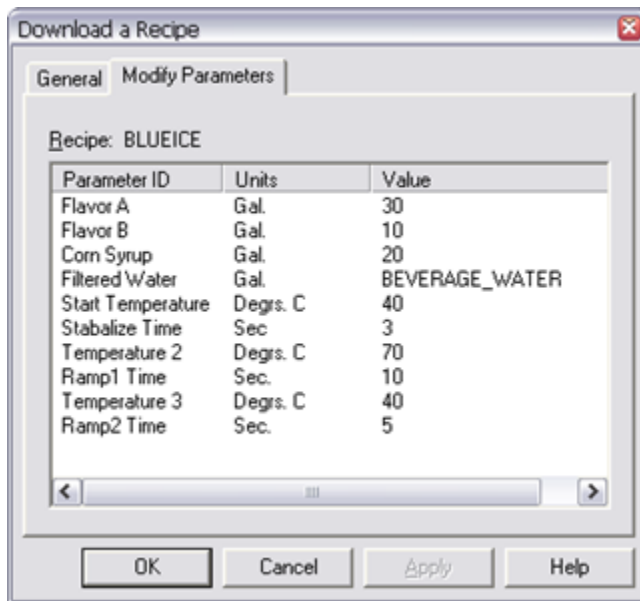 Download a Recipe
General Modify Parameters
Recipe: BLUEICE
Parameter ID Units Value
Flavor A Gal. 30
Flavor B Gal. 10
Corn Syrup Gal. 20
Filtered Water Gal. BEVERAGE_WATER
Start Temperature Degrs. C 40
Stabalize Time Sec 3
Temperature 2 Degrs. C 70
Ramp1 Time Sec. 10
Temperature 3 Degrs. C 40
Ramp2 Time Sec. 5
OK Cancel Apply Help